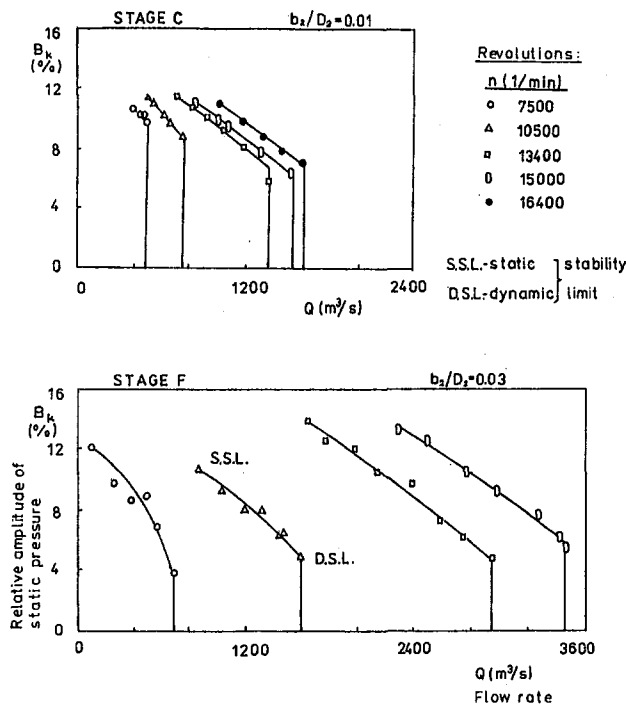 STAGE C b₂/D₂=0.01
Bₖ
(%)
16
12
8
4
0
0 1200 2400
Q (m³/s)
Revolutions:
n (1/min)
7500
10500
13400
15000
16400
S.S.L.-static
D.S.L.-dynamic
stability
limit
STAGE F b₂/D₂=0.03
16
Bₖ
(%)
12
8
4
0
Relative amplitude of
static pressure
S.S.L.
D.S.L.
0 1200 2400 3600
Q (m³/s)
Flow rate